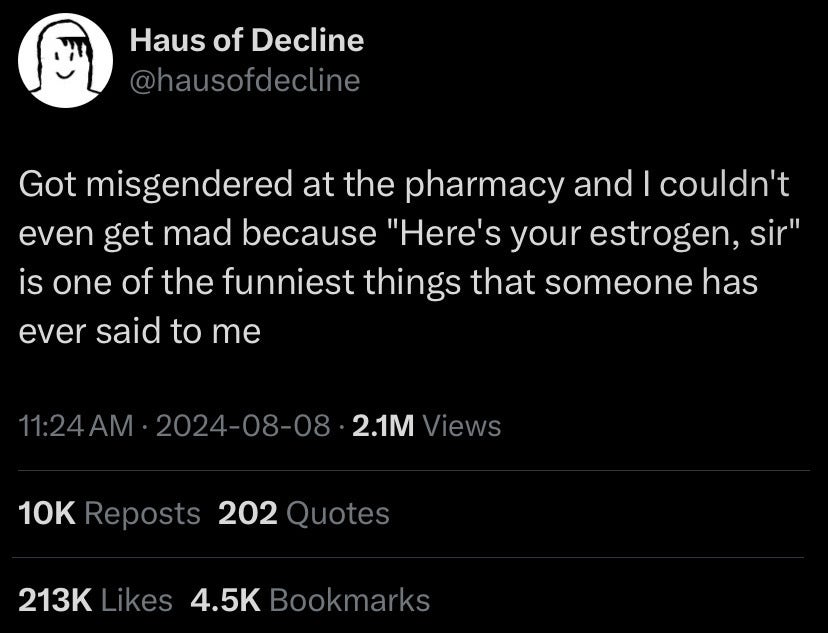 Haus of Decline
@hausofdecline
Got misgendered at the pharmacy and I couldn't
even get mad because "Here's your estrogen, sir"
is one of the funniest things that someone has
ever said to me
11:24 AM · 2024-08-08 · 2.1M Views
10K Reposts 202 Quotes
213K Likes 4.5K Bookmarks